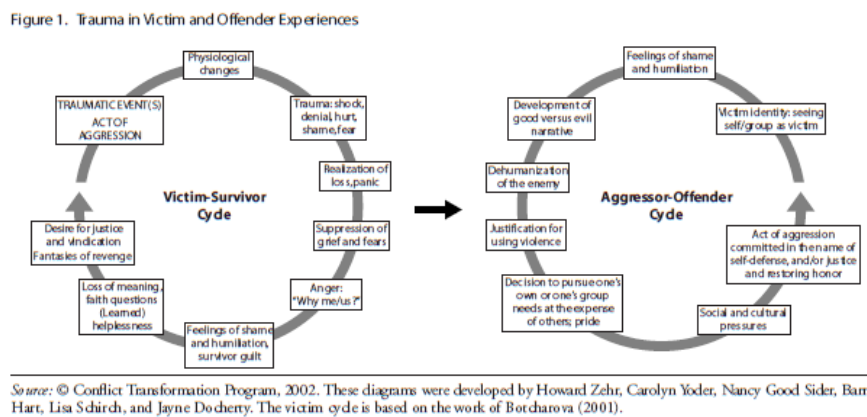 Figure 1. Trauma in Victim and Offender Experiences
Physiological
changes
TRAUMATIC EVENT(S)
ACT OF
AGGRESSION
Trauma: shock,
denial, hurt,
shame, fear
Realization of
loss, panic
Victim-Survivor
Cycle
Suppression of
grief and fears
Desire for justice
and vindication
Fantasies of revenge
Anger:
"Why me/us?"
Loss of meaning,
faith questions
(Learned)
helplessness
Feelings of shame
and humiliation,
survivor guilt
Feelings of shame
and humiliation
Development of
good versus evil
narrative
Victim identity: seeing
self/group as victim
Dehumanization
of the enemy
Aggressor-Offender
Cycle
Justification for
using violence
Act of aggression
committed in the name of
self-defense, and/or justice
and restoring honor
Decision to pursue one's
own or one's group
needs at the expense
of others; pride
Social and cultural
pressures
Source: © Conflict Transformation Program, 2002. These diagrams were developed by Howard Zehr, Carolyn Yoder, Nancy Good Sider, Barr
Hart, Lisa Schirch, and Jayne Docherty. The victim cycle is based on the work of Botcharova (2001).